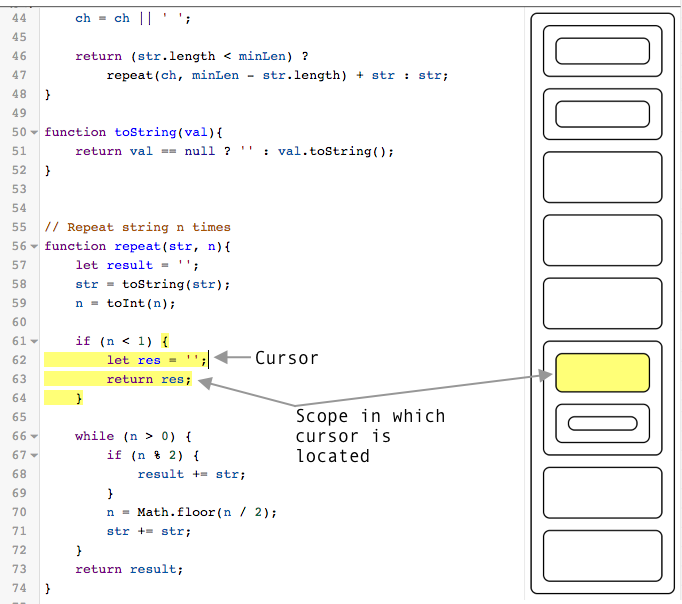 44 ch = ch || ' ';
45
46 return (str.length < minLen) ?
47 repeat(ch, minLen - str.length) + str : str;
48 }
49
50 function toString(val){
51 return val == null ? '' : val.toString();
52 }
53
54
55 // Repeat string n times
56 function repeat(str, n){
57 let result = '';
58 str = toString(str);
59 n = toInt(n);
60
61 if (n < 1) {
62 let res = '';
Cursor
63 return res;
64 }
Scope in which
cursor is
located
65
66 while (n > 0) {
67 if (n % 2) {
68 result += str;
69 }
70 n = Math.floor(n / 2);
71 str += str;
72 }
73 return result;
74 }